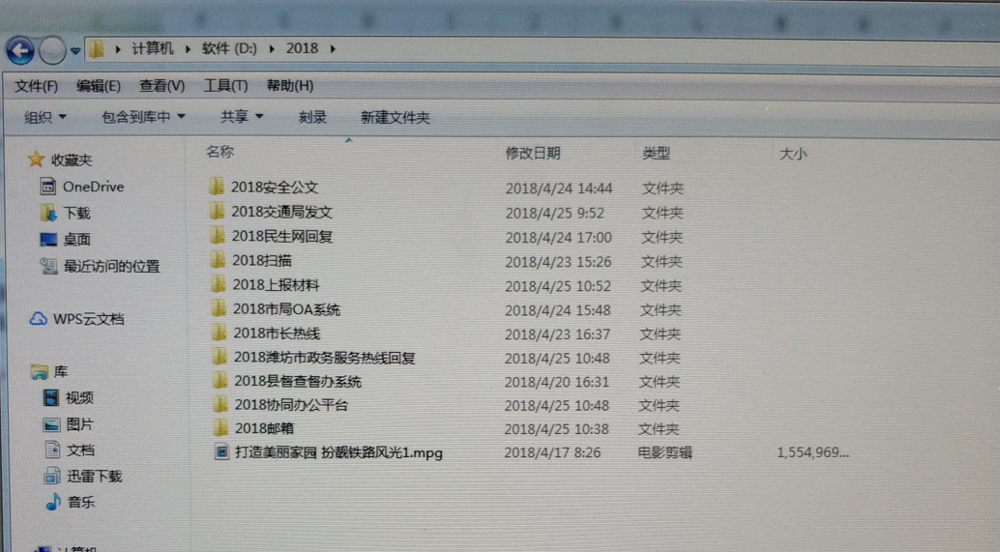 计算机 软件 (D:) 2018
文件(F) 编辑(E) 查看(V) 工具(T) 帮助(H)
组织 包含到库中 共享 刻录 新建文件夹
收藏夹
OneDrive
下载
桌面
最近访问的位置
WPS云文档
库
视频
图片
文档
迅雷下载
音乐
计算机
名称 修改日期 类型 大小
2018安全公文 2018/4/24 14:44 文件夹
2018交通局发文 2018/4/25 9:52 文件夹
2018民生网回复 2018/4/24 17:00 文件夹
2018扫描 2018/4/23 15:26 文件夹
2018上报材料 2018/4/25 10:52 文件夹
2018市局OA系统 2018/4/24 15:48 文件夹
2018市长热线 2018/4/23 16:37 文件夹
2018潍坊市政务服务热线回复 2018/4/25 10:48 文件夹
2018县督查督办系统 2018/4/20 16:31 文件夹
2018协同办公平台 2018/4/25 10:48 文件夹
2018邮箱 2018/4/25 10:38 文件夹
打造美丽家园 扮靓铁路风光1.mpg 2018/4/17 8:26 电影剪辑 1,554,969...